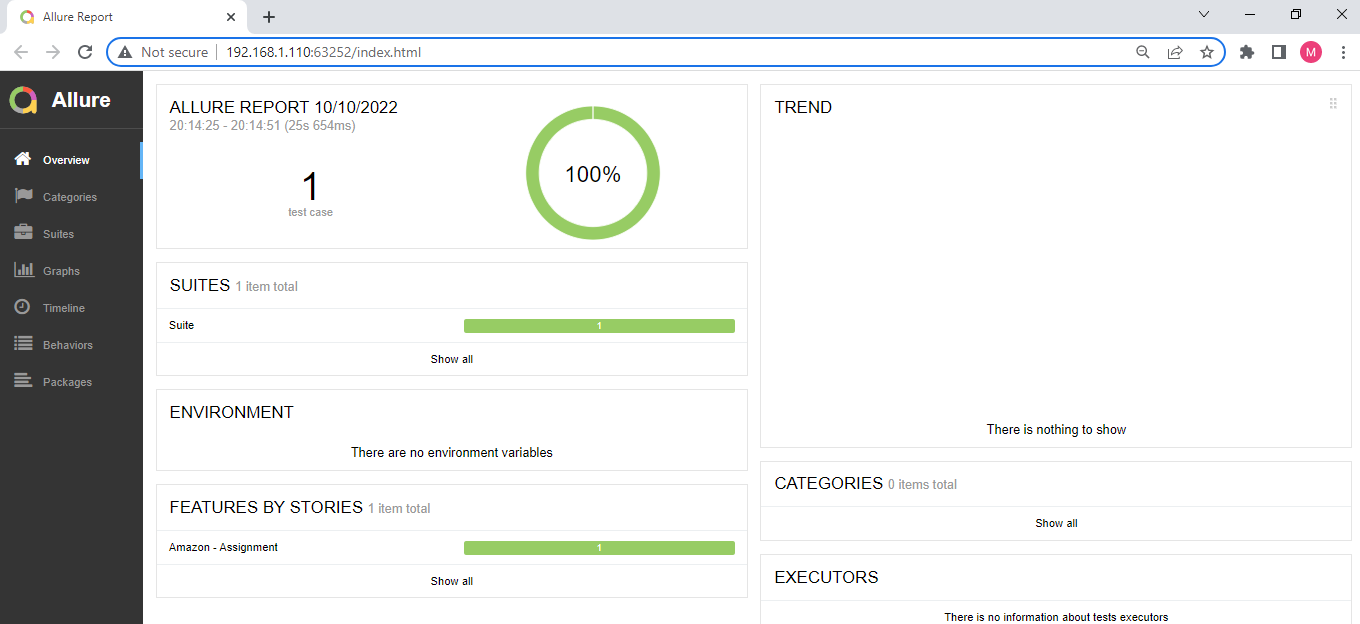 Allure Report
Not secure
192.168.1.110:63252/index.html
M
Allure
Overview
Categories
Suites
Graphs
Timeline
Behaviors
Packages
ALLURE REPORT 10/10/2022
20:14:25 - 20:14:51 (25s 654ms)
1
test case
100%
SUITES 1 item total
Suite
1
Show all
ENVIRONMENT
There are no environment variables
FEATURES BY STORIES 1 item total
Amazon - Assignment
1
Show all
TREND
There is nothing to show
CATEGORIES 0 items total
Show all
EXECUTORS
There is no information about tests executors